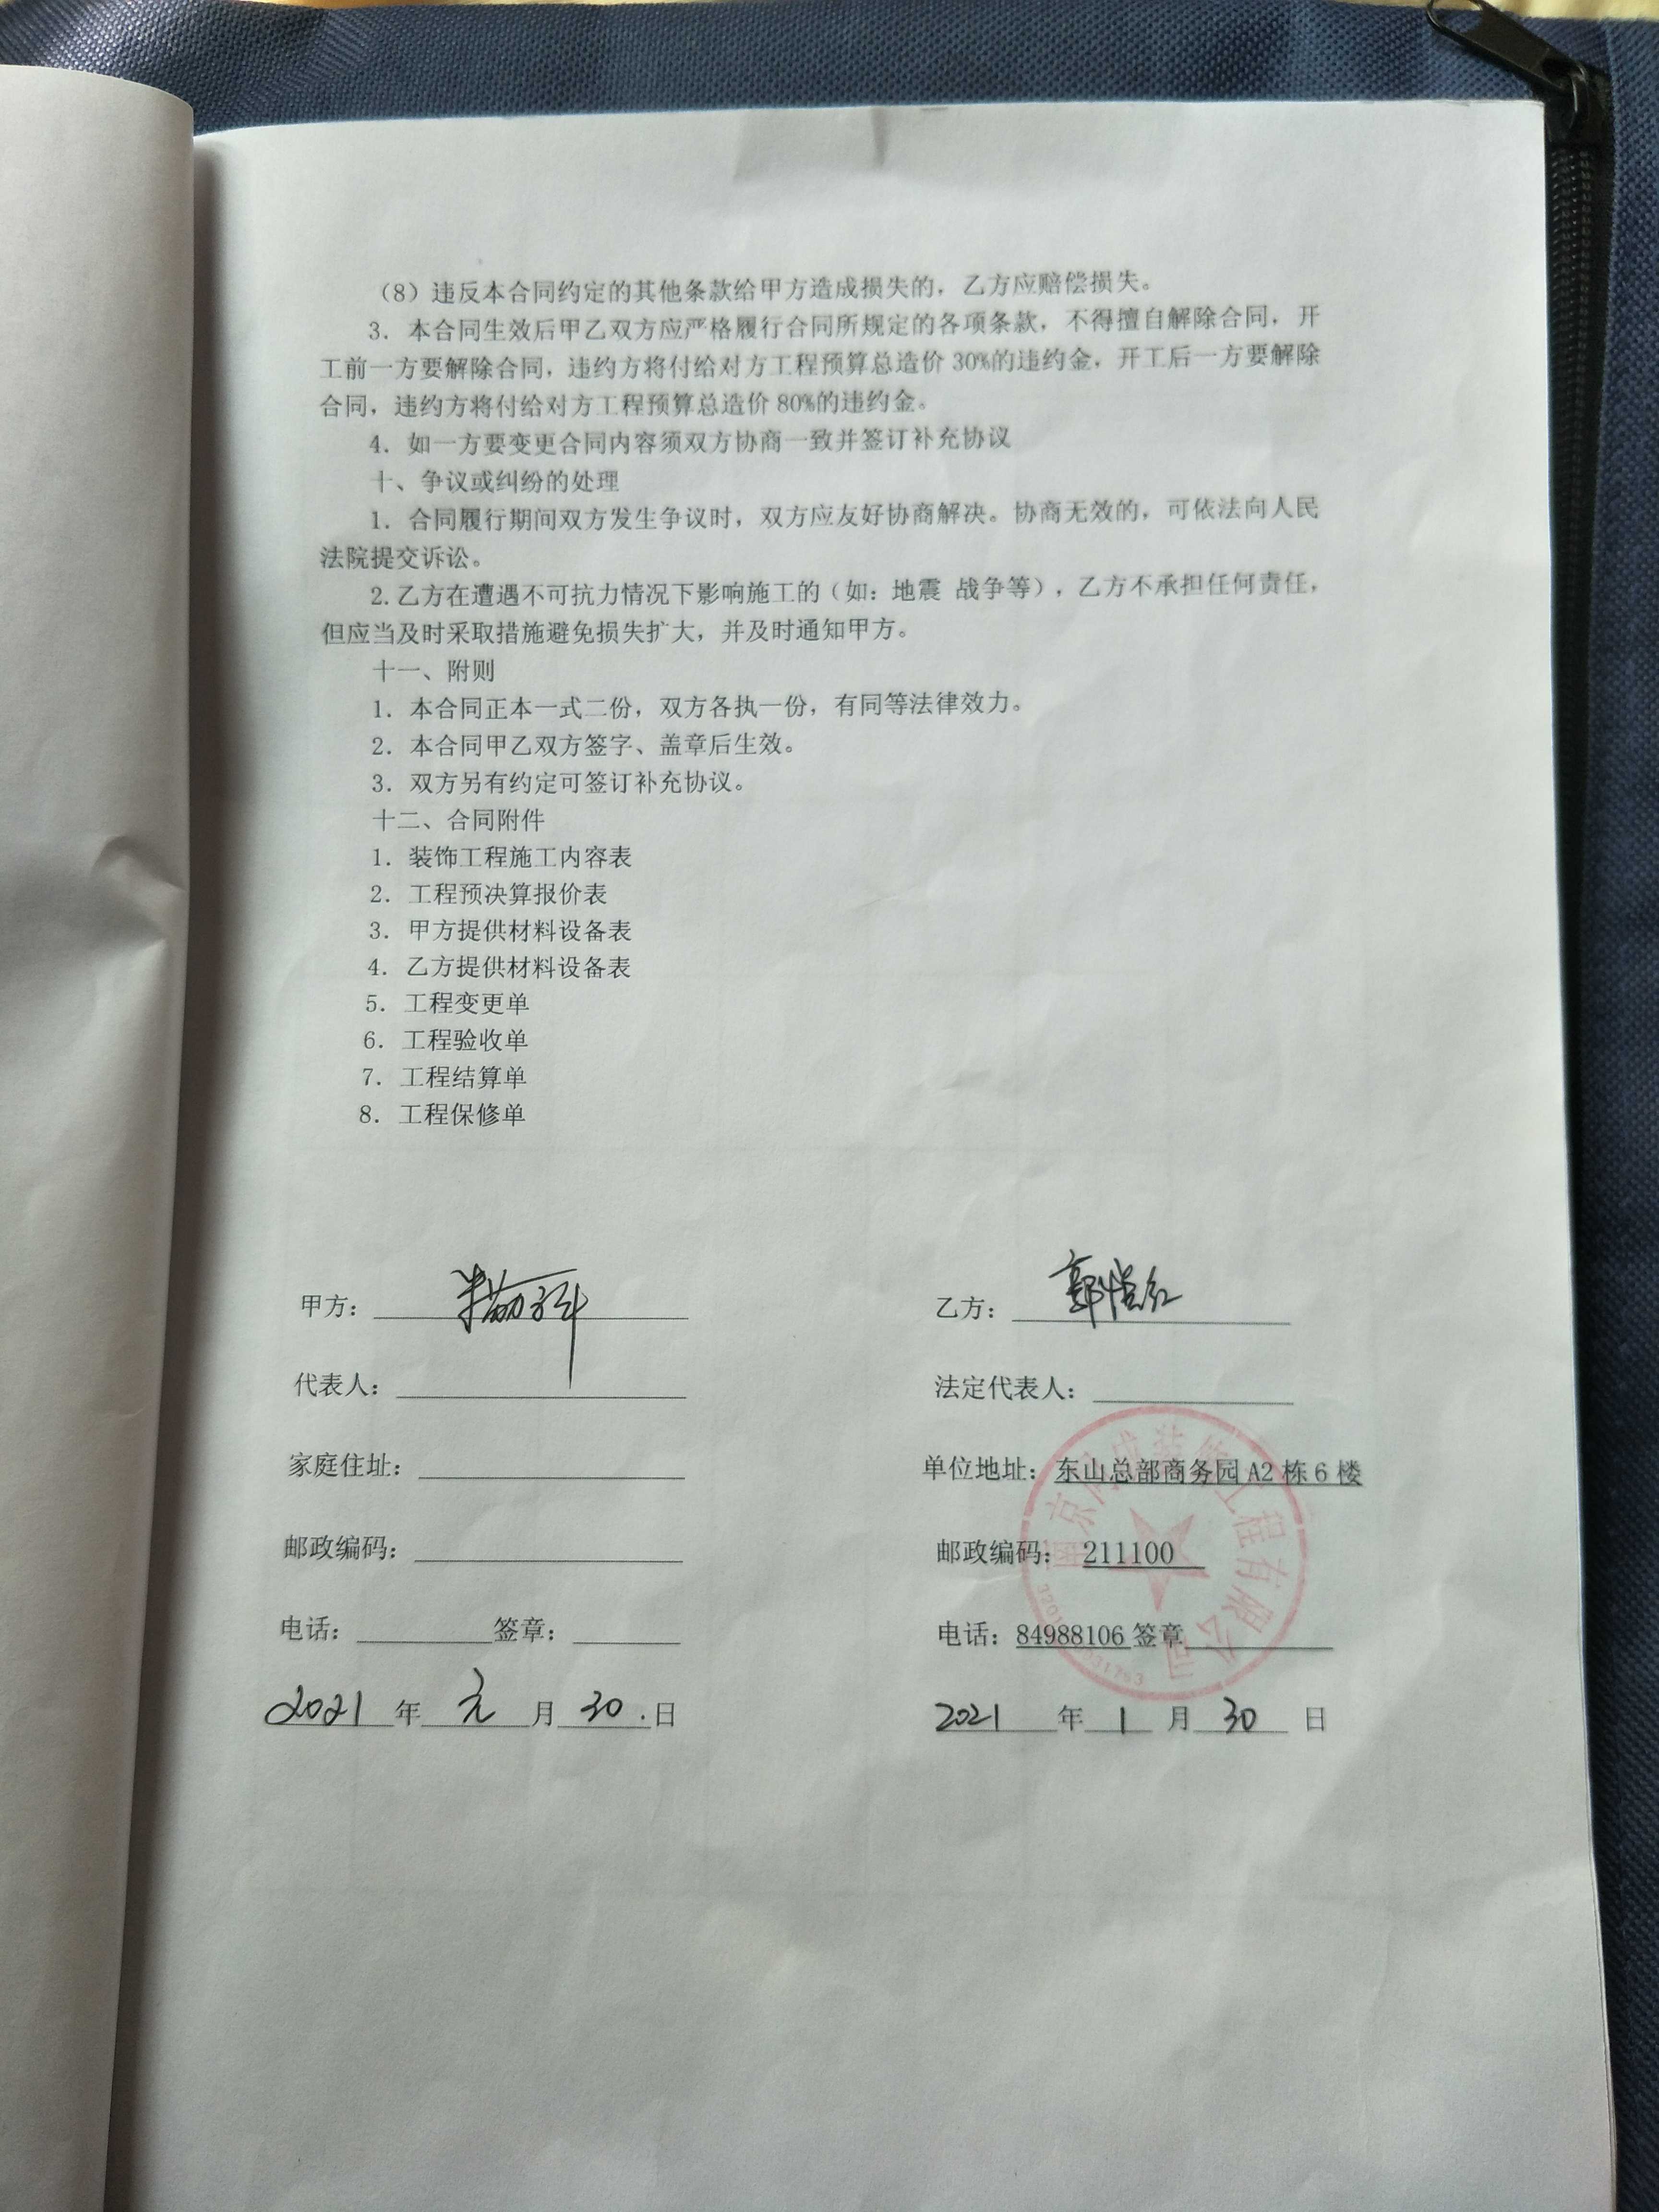 （8）违反本合同约定的其他条款给甲方造成损失的，乙方应赔偿损失。
3．本合同生效后甲乙双方应严格履行合同所规定的各项条款，不得擅自解除合同，开
工前一方要解除合同，违约方将付给对方工程预算总造价 30%的违约金，开工后一方要解除
合同，违约方将付给对方工程预算总造价 80%的违约金。
4．如一方要变更合同内容须双方协商一致并签订补充协议
十、争议或纠纷的处理
1．合同履行期间双方发生争议时，双方应友好协商解决。协商无效的，可依法向人民
法院提交诉讼。
2.乙方在遭遇不可抗力情况下影响施工的（如：地震 战争等），乙方不承担任何责任，
但应当及时采取措施避免损失扩大，并及时通知甲方。
十一、附则
1．本合同正本一式二份，双方各执一份，有同等法律效力。
2．本合同甲乙双方签字、盖章后生效。
3．双方另有约定可签订补充协议。
十二、合同附件
1．装饰工程施工内容表
2．工程预决算报价表
3．甲方提供材料设备表
4．乙方提供材料设备表
5．工程变更单
6．工程验收单
7．工程结算单
8．工程保修单
甲方：
乙方：
代表人：
法定代表人：
家庭住址：
单位地址：东山总部商务园 A2 栋 6 楼
邮政编码：
邮政编码： 211100
电话： 签章：
电话：84988106 签章
2021 年 元 月 30 日
2021 年 1 月 30 日
装饰工程有限公司